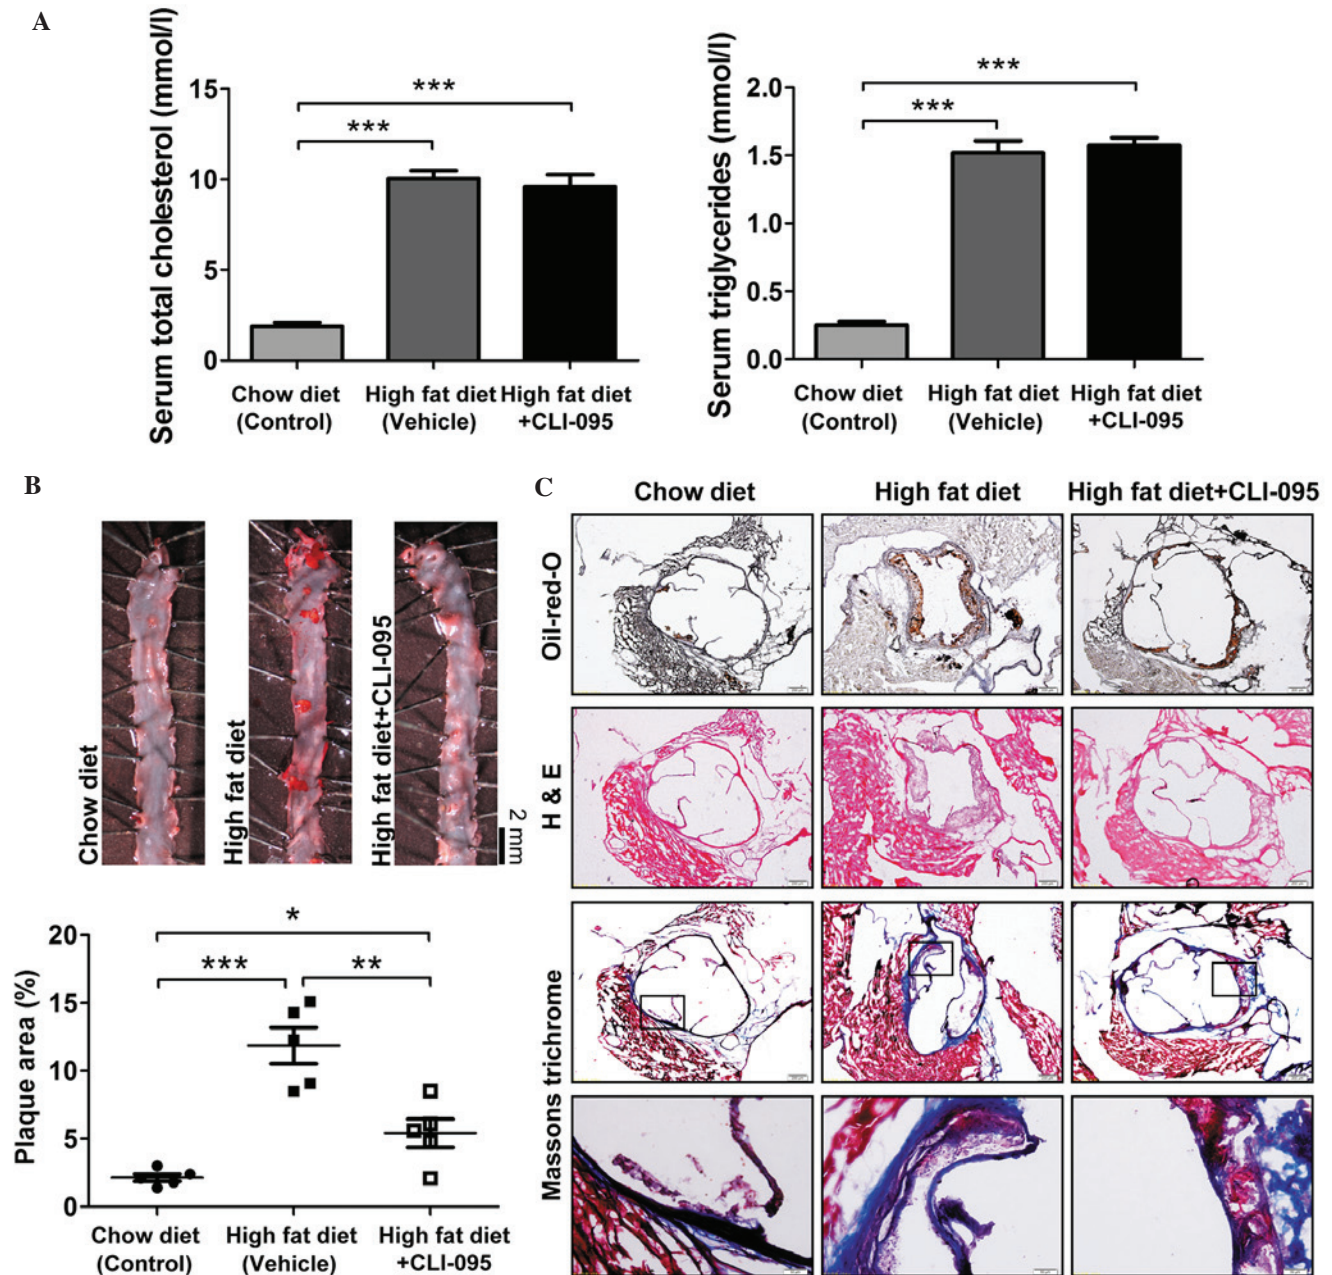 A
Serum total cholesterol (mmol/l)
15
10
5
0
***
***
Chow diet
(Control)
High fat diet
(Vehicle)
High fat diet
+CLI-095
Serum triglycerides (mmol/l)
2.0
1.5
1.0
0.5
0.0
***
***
Chow diet
(Control)
High fat diet
(Vehicle)
High fat diet
+CLI-095
B
Chow diet
High fat diet
High fat diet+CLI-095
2 mm
Plaque area (%)
20
15
10
5
0
*
***
**
Chow diet
(Control)
High fat diet
(Vehicle)
High fat diet
+CLI-095
C
Chow diet
High fat diet
High fat diet+CLI-095
Oil-red-O
H & E
Massons trichrome